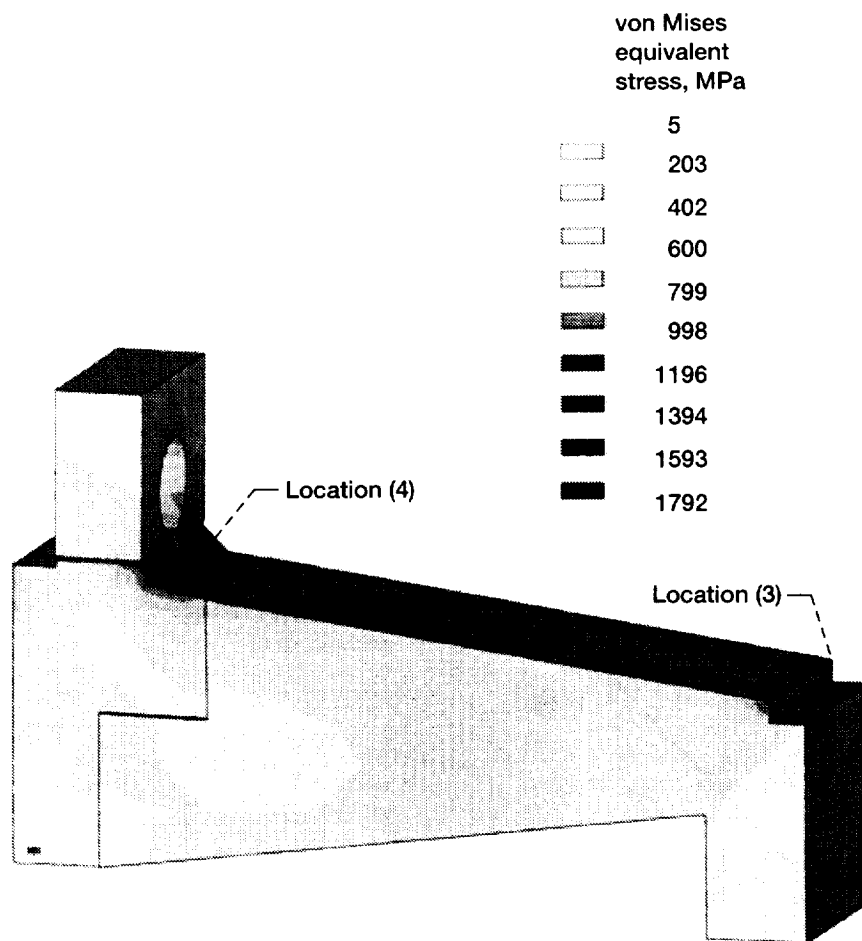 von Mises
equivalent
stress, MPa
5
203
402
600
799
998
1196
1394
1593
1792
Location (4)
Location (3)